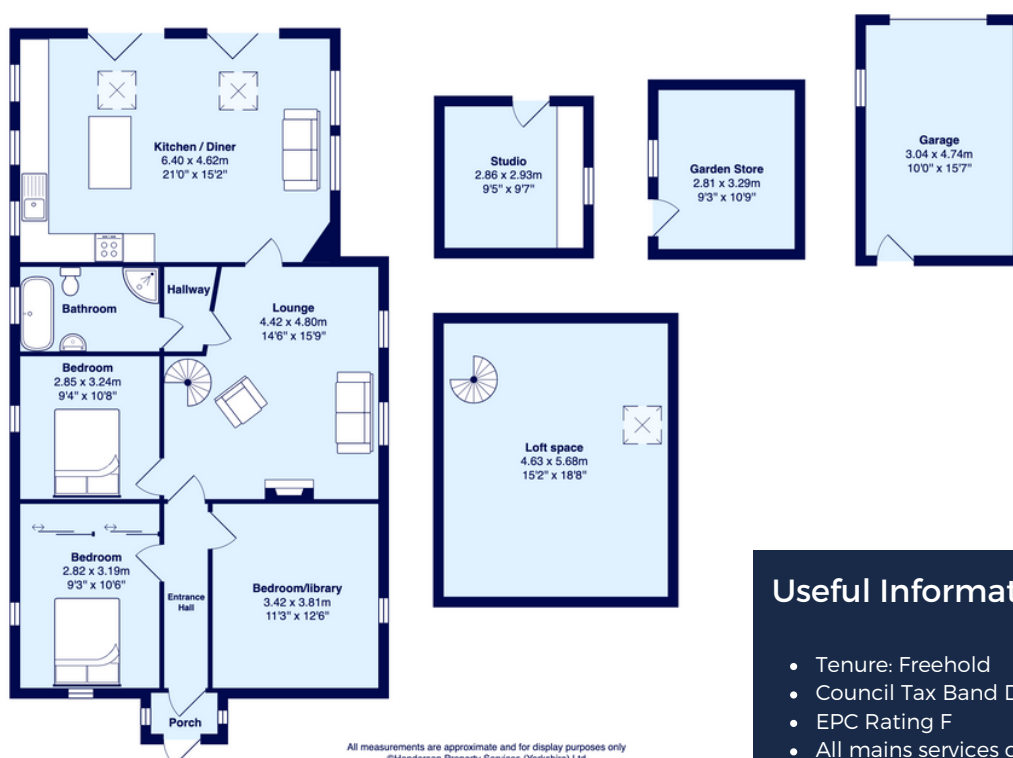 Kitchen / Diner
6.40 x 4.62m
21'0" x 15'2"
Studio
2.86 x 2.93m
9'5" x 9'7"
Garden Store
2.81 x 3.29m
9'3" x 10'9"
Garage
3.04 x 4.74m
10'0" x 15'7"
Bathroom
Hallway
Lounge
4.42 x 4.80m
14'6" x 15'9"
Bedroom
2.85 x 3.24m
9'4" x 10'8"
Loft space
4.63 x 5.68m
15'2" x 18'8"
Bedroom
2.82 x 3.19m
9'3" x 10'6"
Entrance
Hall
Bedroom/library
3.42 x 3.81m
11'3" x 12'6"
Porch
All measurements are approximate and for display purposes only
©Henderson Property Services (Yorkshire) Ltd
Useful
• Tenure: Freehold
• Council Tax Band D
• EPC Rating F
• All mains services